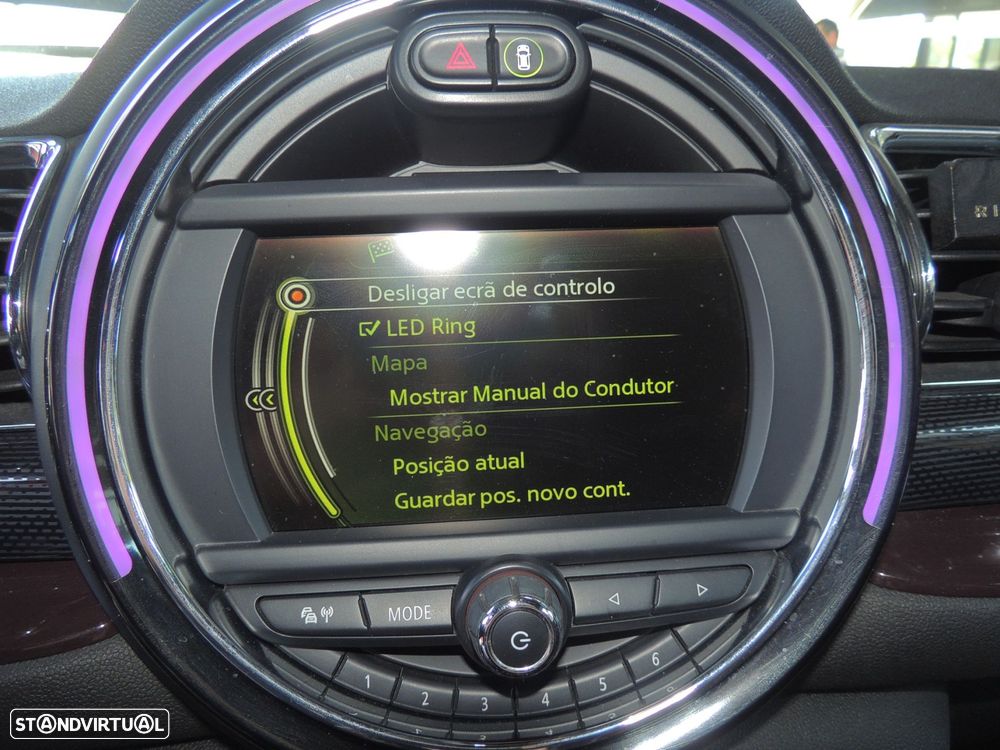 Desligar ecrã de controlo
LED Ring
Mapa
Mostrar Manual do Condutor
Navegação
Posição atual
Guardar pos. novo cont.
MODE
1 2 3 4 5 6
STANDVIRTUAL